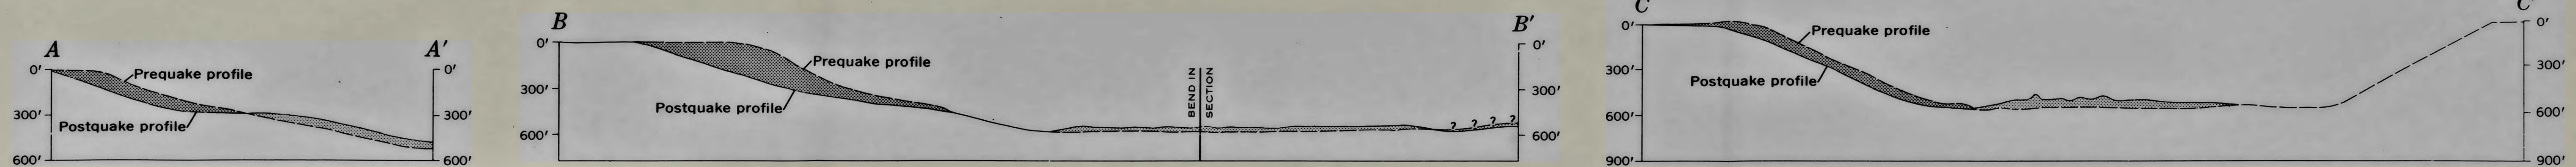 A A'
0' 0'
Prequake profile
300' 300'
Postquake profile
600' 600'
B B'
0' 0'
Prequake profile
300' 300'
Postquake profile
BEND IN
SECTION
600' 600'
? ? ? ?
C C'
0' 0'
Prequake profile
300' 300'
Postquake profile
600' 600'
900' 900'